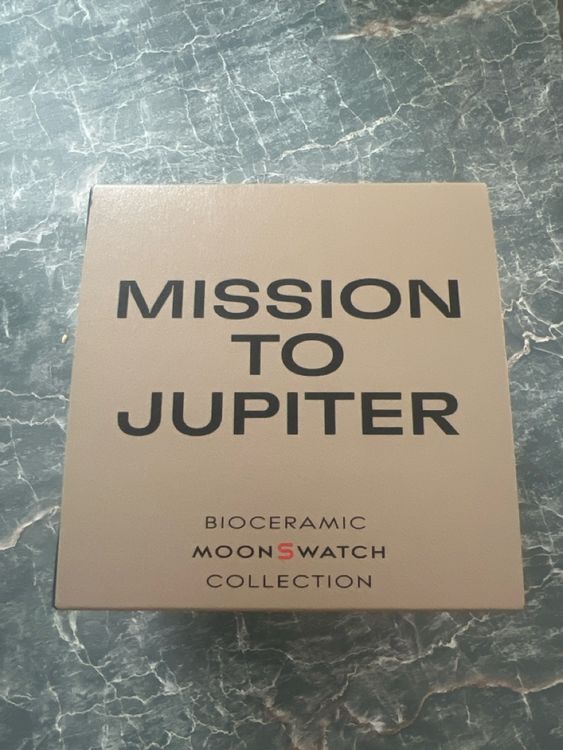 MISSION
TO
JUPITER
BIOCERAMIC
MOONSWATCH
COLLECTION